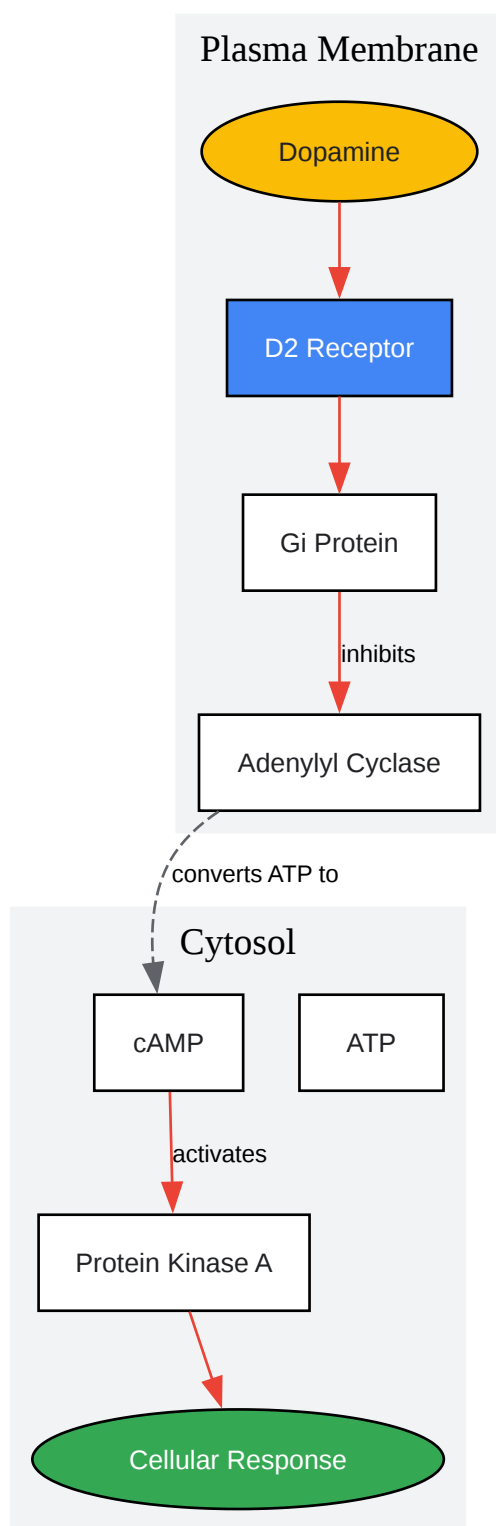 Plasma Membrane
Dopamine
D2 Receptor
Gi Protein
inhibits
Adenylyl Cyclase
converts ATP to
Cytosol
cAMP
ATP
activates
Protein Kinase A
Cellular Response